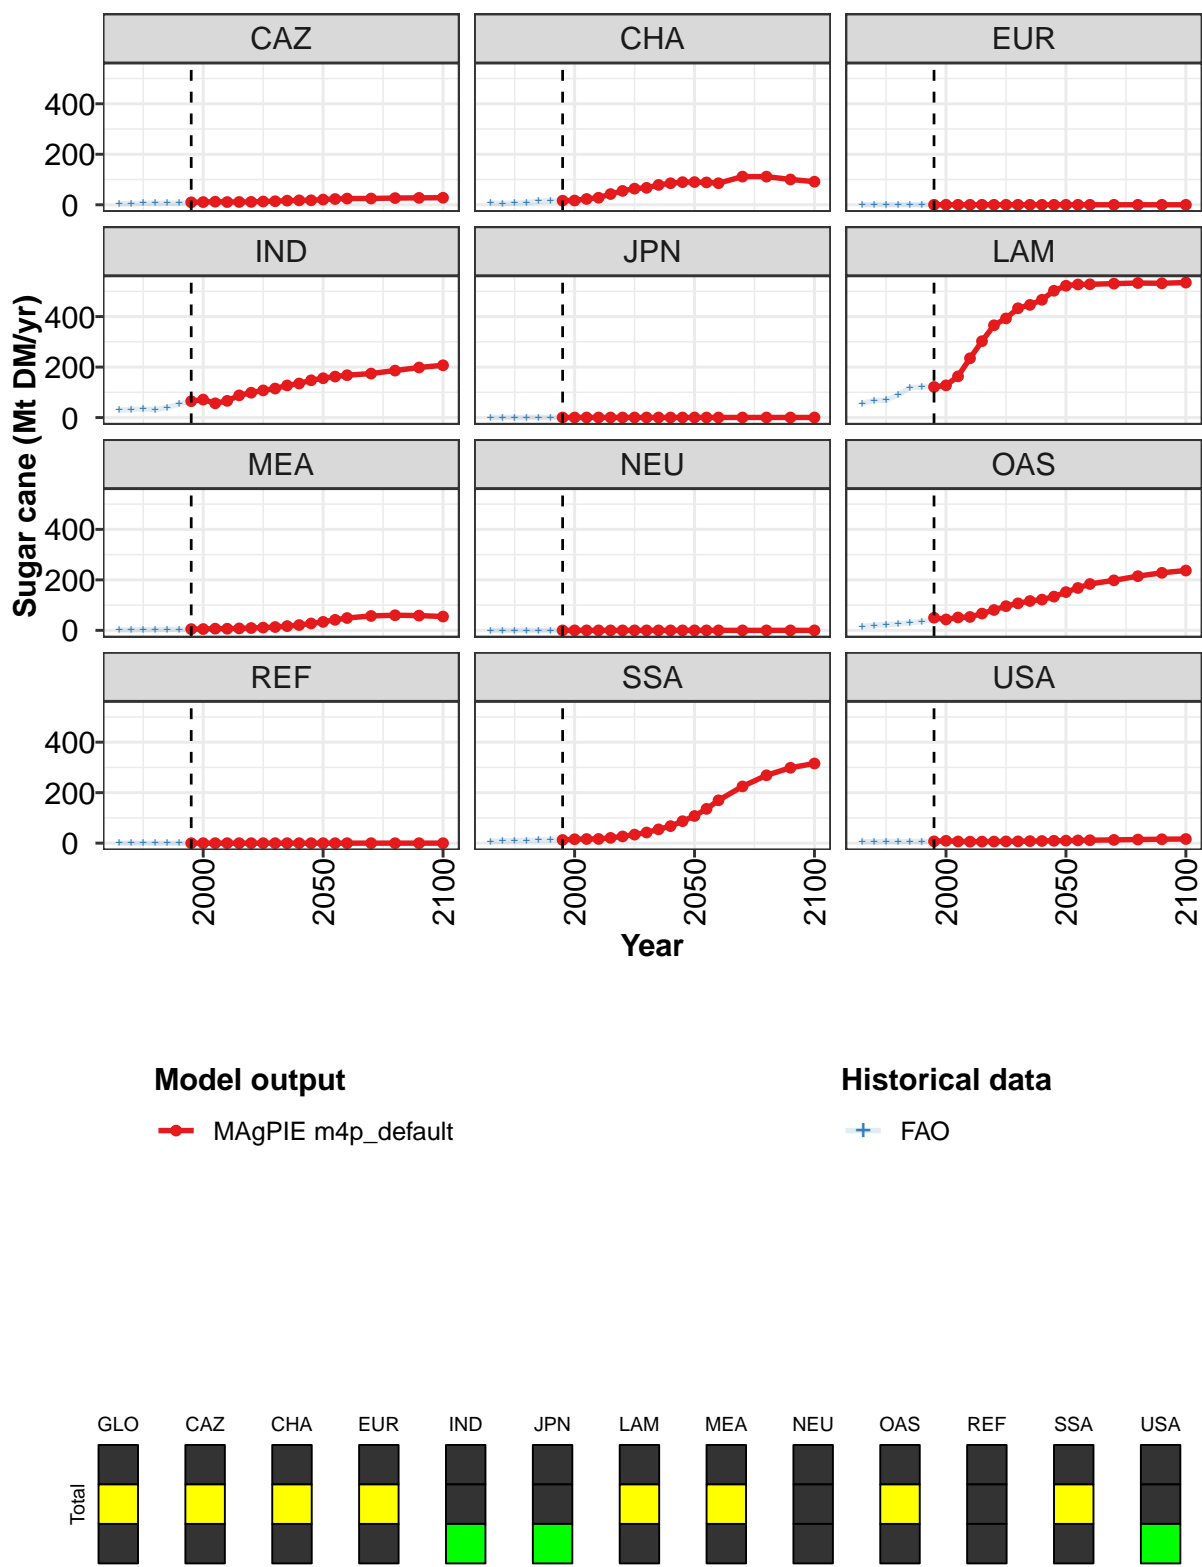 CAZ CHA EUR
400
200
0
IND JPN LAM
400
200
0
MEA NEU OAS
400
200
0
REF SSA USA
400
200
0
Sugar cane (Mt DM/yr)
2000 2050 2100 2000 2050 2100 2000 2050 2100
Year
Model output Historical data
MAgPIE m4p_default FAO
GLO CAZ CHA EUR IND JPN LAM MEA NEU OAS REF SSA USA
Total